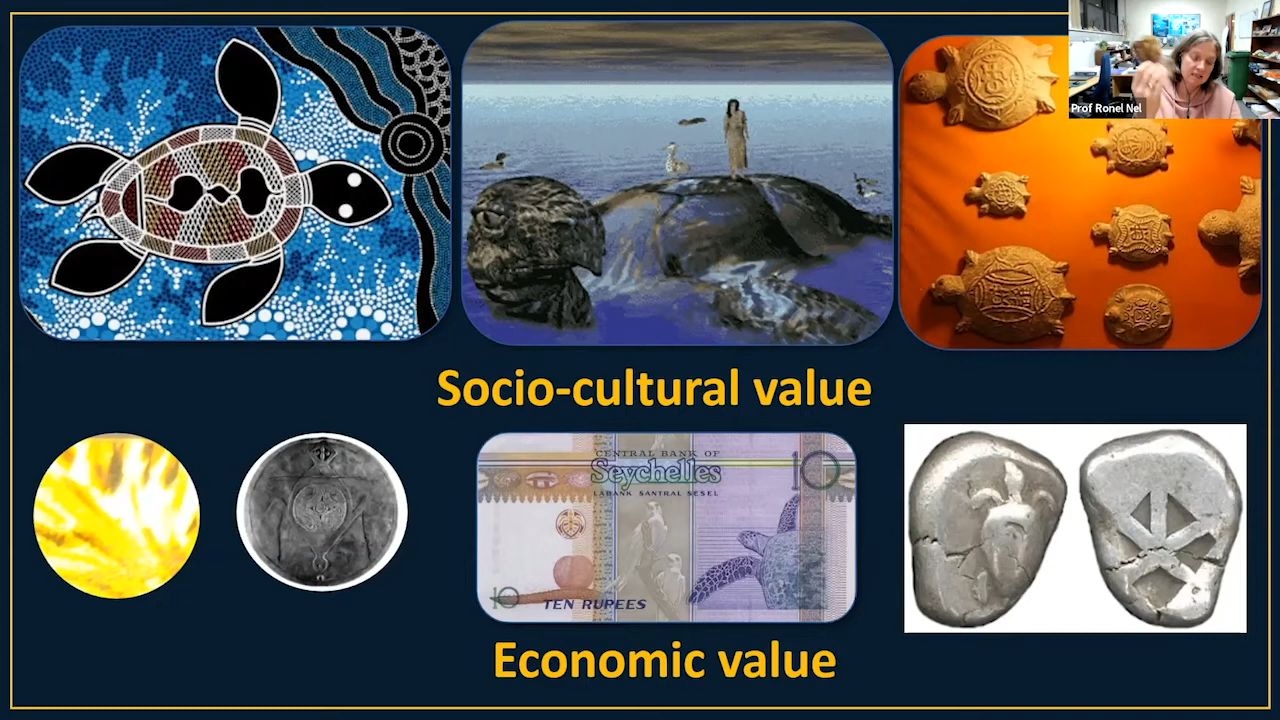 Prof Ronel Nel
Socio-cultural value
CENTRAL BANK OF
Seychelles
LABANK SANTRAL SESEL
10
10
TEN RUPEES
Economic value